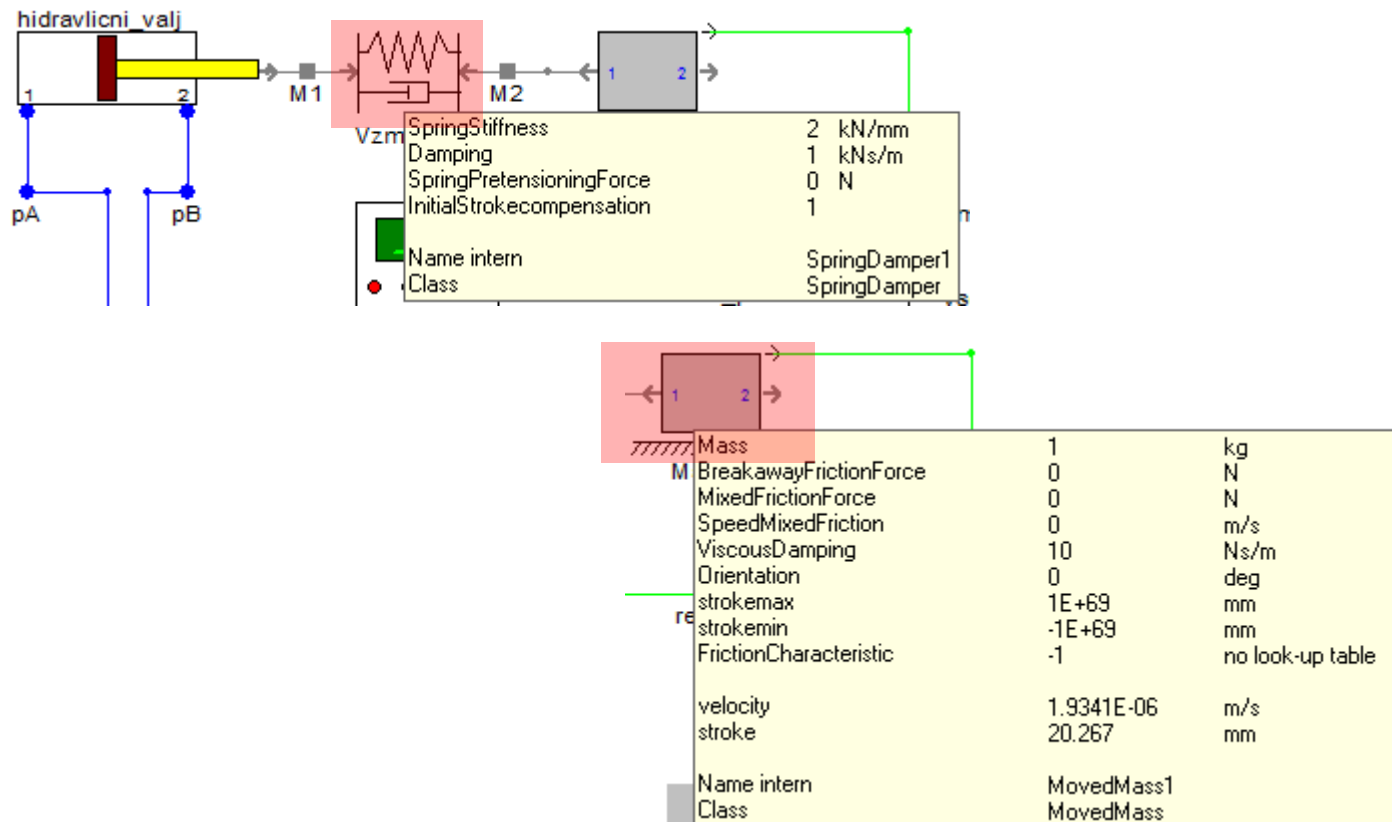 hidravlicni_valj
1 2
M1
M2
1 2
pA
pB
Vzm
SpringStiffness 2 kN/mm
Damping 1 kNs/m
SpringPretensioningForce 0 N
InitialStrokecompensation 1
Name intern SpringDamper1
Class SpringDamper
1 2
M
re
Mass 1 kg
BreakawayFrictionForce 0 N
MixedFrictionForce 0 N
SpeedMixedFriction 0 m/s
ViscousDamping 10 Ns/m
Orientation 0 deg
strokemax 1E+69 mm
strokemin -1E+69 mm
FrictionCharacteristic -1 no look-up table
velocity 1.9341E-06 m/s
stroke 20.267 mm
Name intern MovedMass1
Class MovedMass